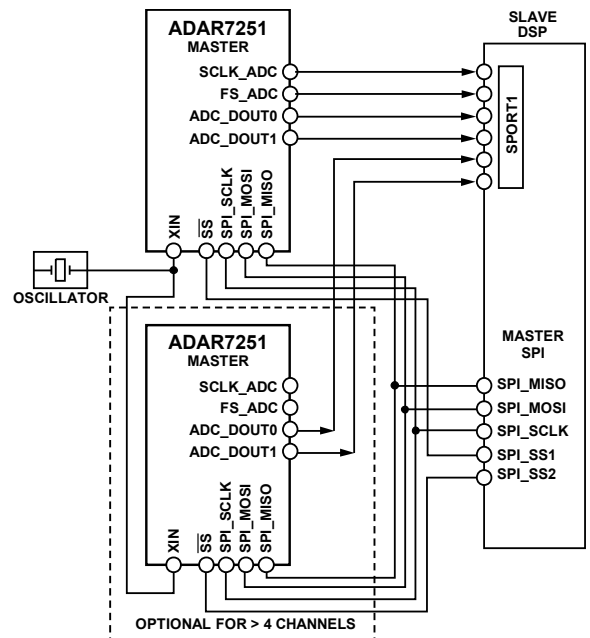 ADAR7251
MASTER
SCLK_ADC
FS_ADC
ADC_DOUT0
ADC_DOUT1
XIN
SS
SPI_SCLK
SPI_MOSI
SPI_MISO
OSCILLATOR
SLAVE
DSP
SPORT1
MASTER
SPI
SPI_MISO
SPI_MOSI
SPI_SCLK
SPI_SS1
SPI_SS2
ADAR7251
MASTER
SCLK_ADC
FS_ADC
ADC_DOUT0
ADC_DOUT1
XIN
SS
SPI_SCLK
SPI_MOSI
SPI_MISO
OPTIONAL FOR > 4 CHANNELS